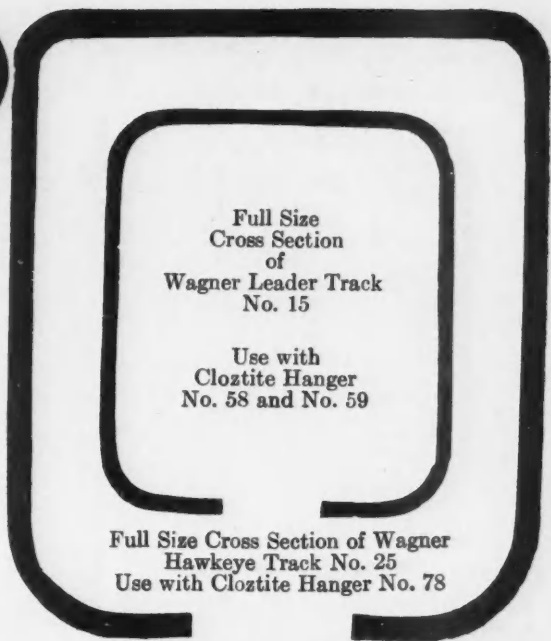 Full Size
Cross Section
of
Wagner Leader Track
No. 15
Use with
Cloztite Hanger
No. 58 and No. 59
Full Size Cross Section of Wagner
Hawkeye Track No. 25
Use with Cloztite Hanger No. 78